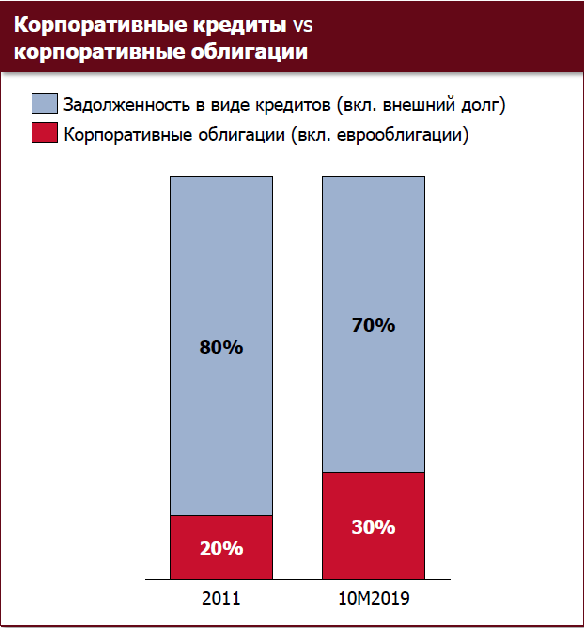 Корпоративные кредиты vs
корпоративные облигации
Задолженность в виде кредитов (вкл. внешний долг)
Корпоративные облигации (вкл. еврооблигации)
80%
70%
20%
30%
2011
10М2019